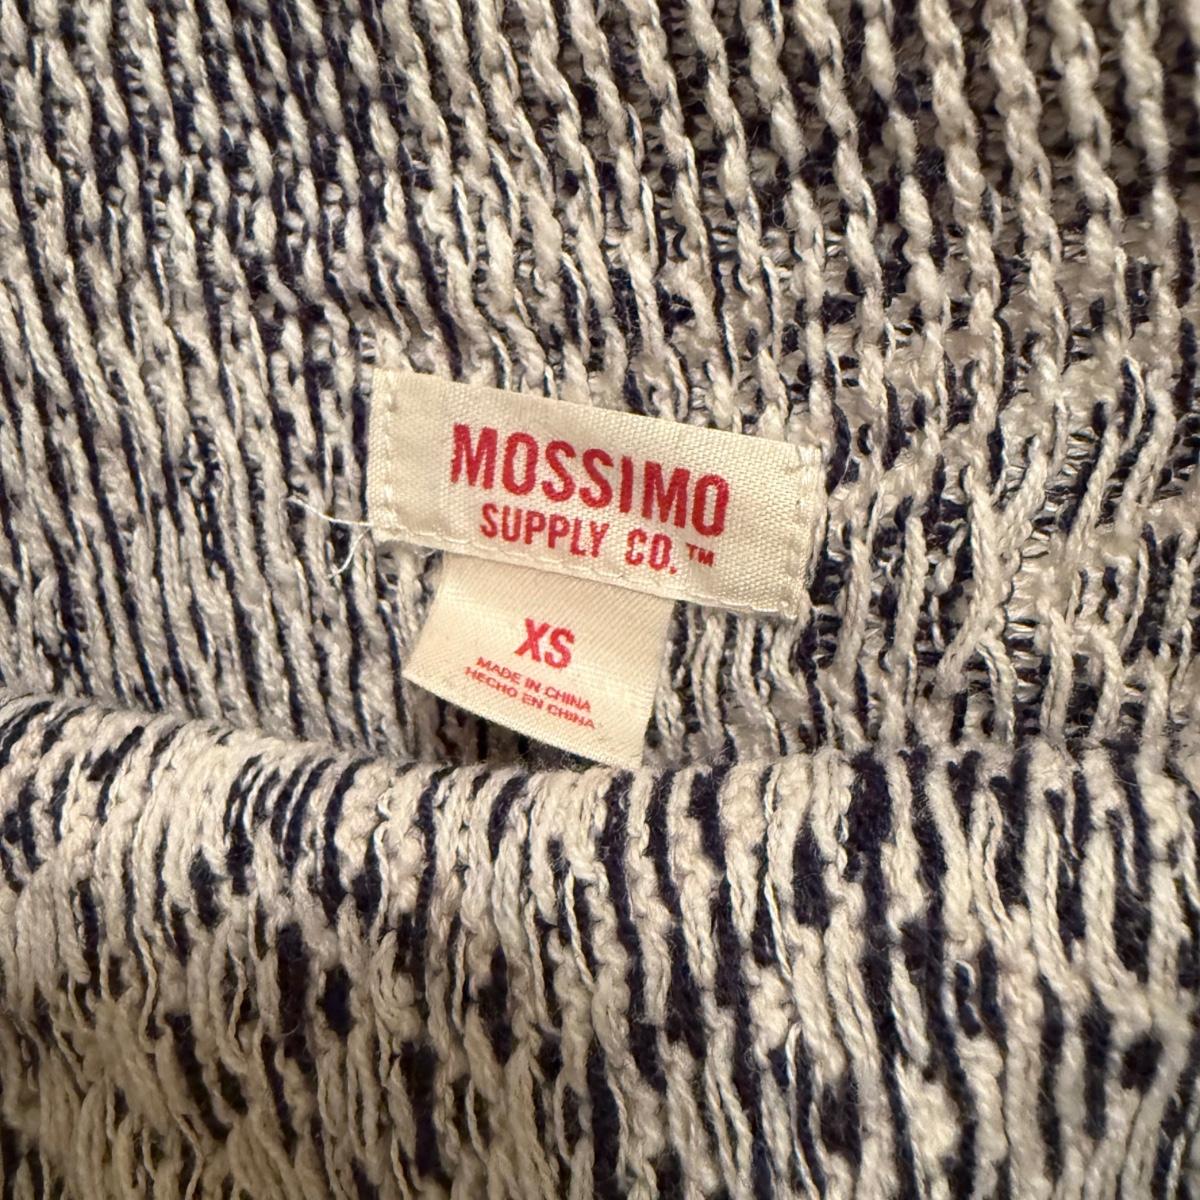 MOSSIMO
SUPPLY CO.™
XS
MADE IN CHINA
HECHO EN CHINA